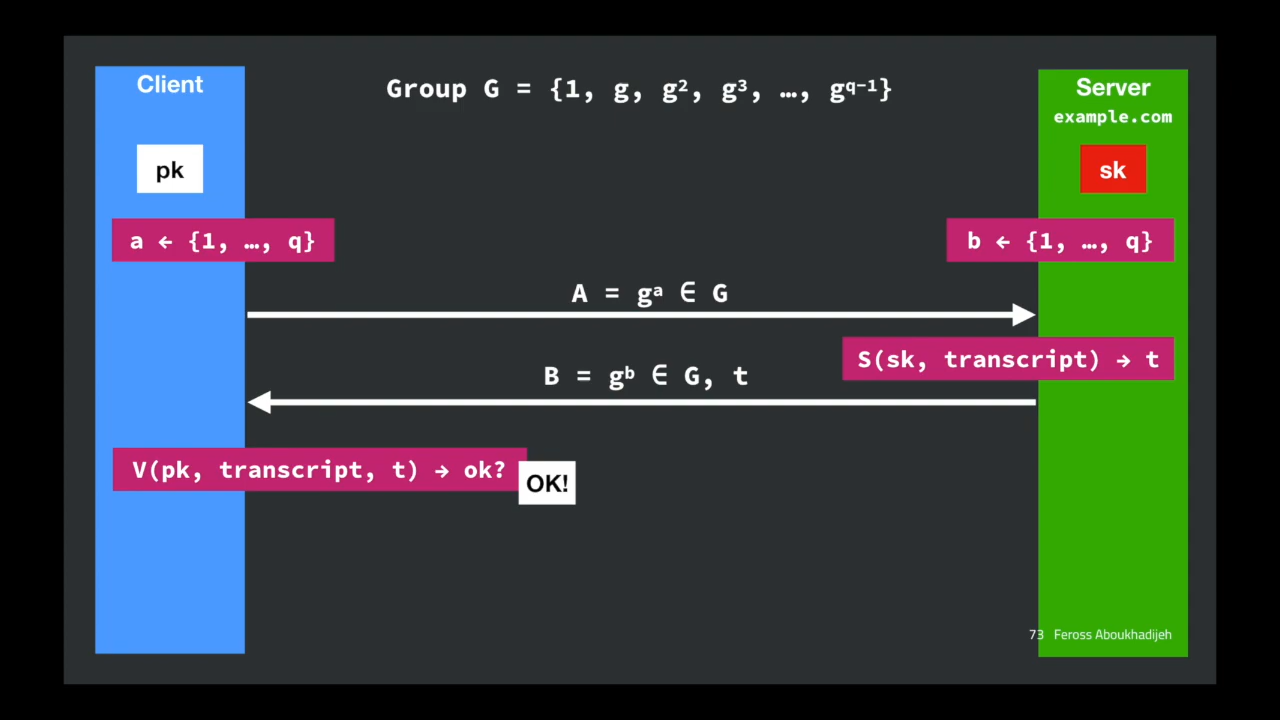 Client
Group G = {1, g, g², g³, …, gq−1}
Server
example.com
pk
sk
a ← {1, …, q}
b ← {1, …, q}
A = gᵃ ∈ G
S(sk, transcript) → t
B = gᵇ ∈ G, t
V(pk, transcript, t) → ok?
OK!
73 Feross Aboukhadijeh